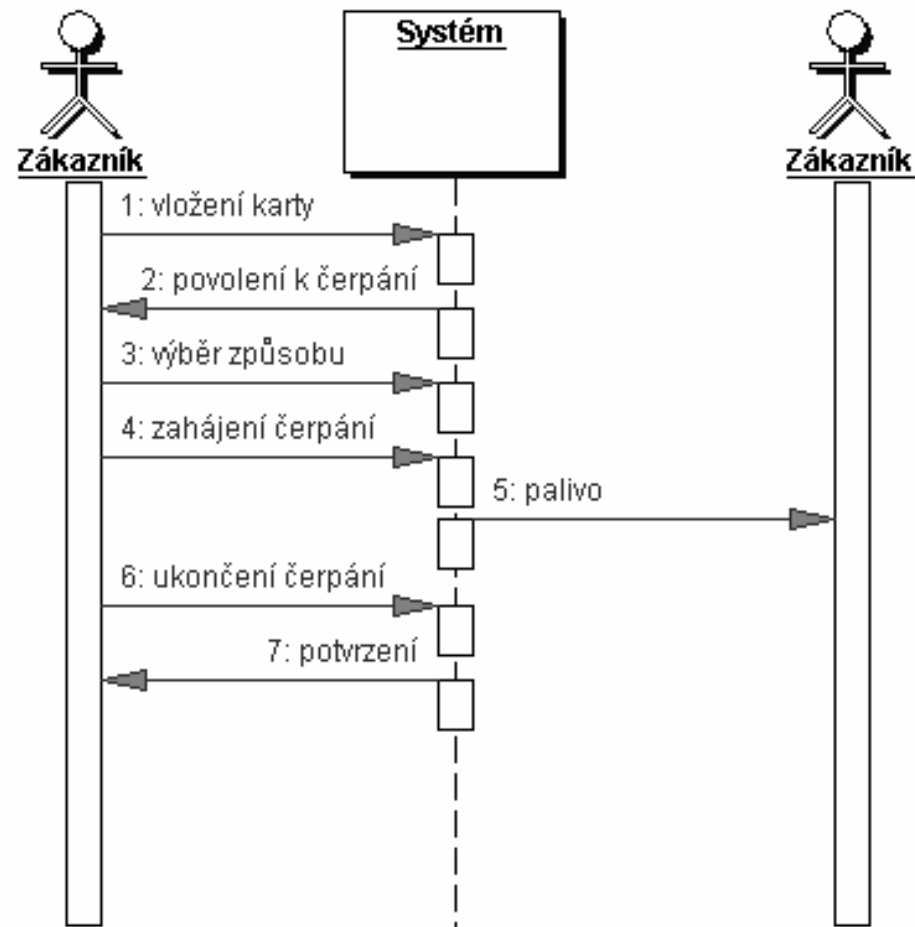 Systém
Zákazník
Zákazník
1: vložení karty
2: povolení k čerpání
3: výběr způsobu
4: zahájení čerpání
5: palivo
6: ukončení čerpání
7: potvrzení